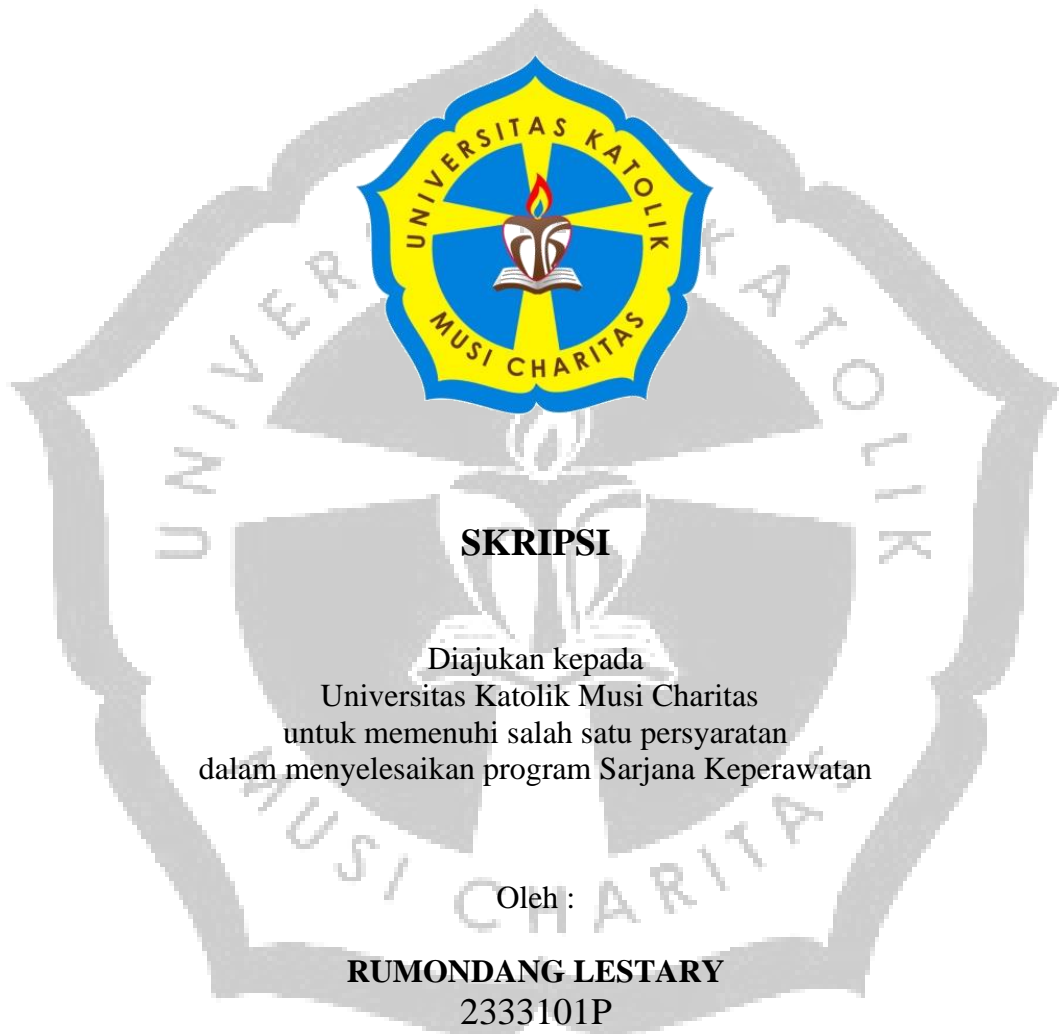 UNIVERSITAS KATOLIK
MUSI CHARITAS
SKRIPSI
Diajukan kepada
Universitas Katolik Musi Charitas
untuk memenuhi salah satu persyaratan
dalam menyelesaikan program Sarjana Keperawatan
Oleh :
RUMONDANG LESTARY
2333101P